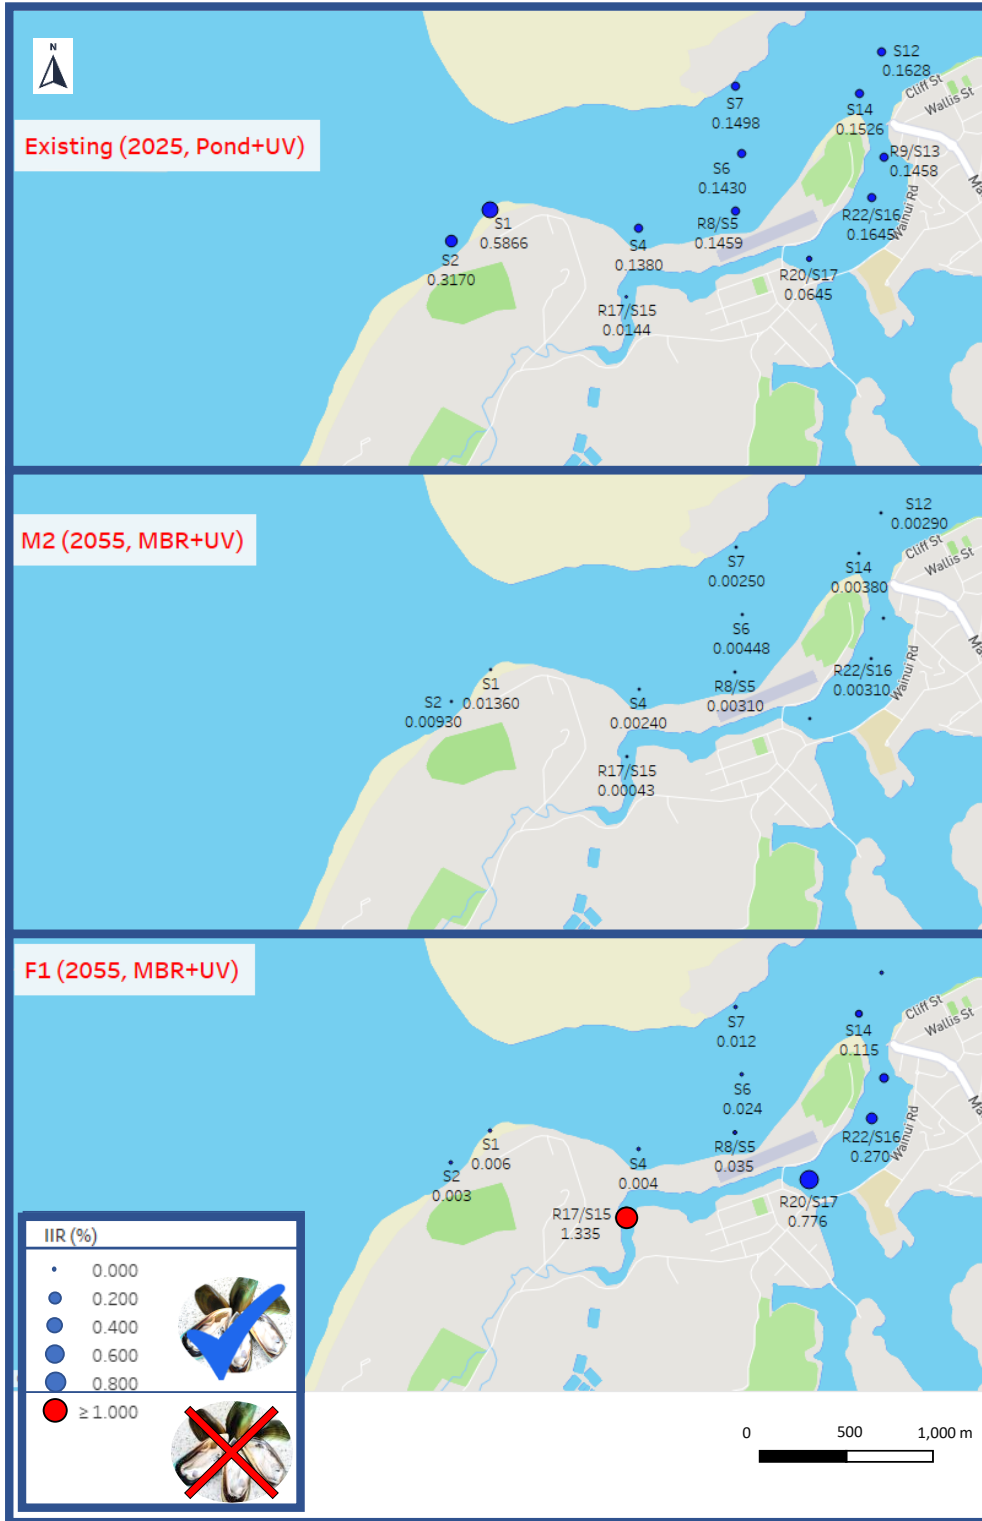 N
Existing (2025, Pond+UV)
S12
0.1628
Cliff St
Wallis St
S7
0.1498
S14
0.1526
R9/S13
0.1458
S6
0.1430
R22/S16
0.1645
Wainui Rd
R8/S5
0.1459
S1
0.5866
S2
0.3170
S4
0.1380
R20/S17
0.0645
R17/S15
0.0144
Ma
M2 (2055, MBR+UV)
S12
0.00290
Cliff St
Wallis St
S7
0.00250
S14
0.00380
S6
0.00448
R22/S16
0.00310
Wainui Rd
R8/S5
0.00310
S1
0.01360
S2
0.00930
S4
0.00240
R17/S15
0.00043
Ma
F1 (2055, MBR+UV)
Cliff St
Wallis St
S7
0.012
S14
0.115
S6
0.024
R22/S16
0.270
Wainui Rd
R8/S5
0.035
S1
0.006
S2
0.003
S4
0.004
R20/S17
0.776
R17/S15
1.335
Ma
IIR (%)
0.000
0.200
0.400
0.600
0.800
≥ 1.000
0 500 1,000 m